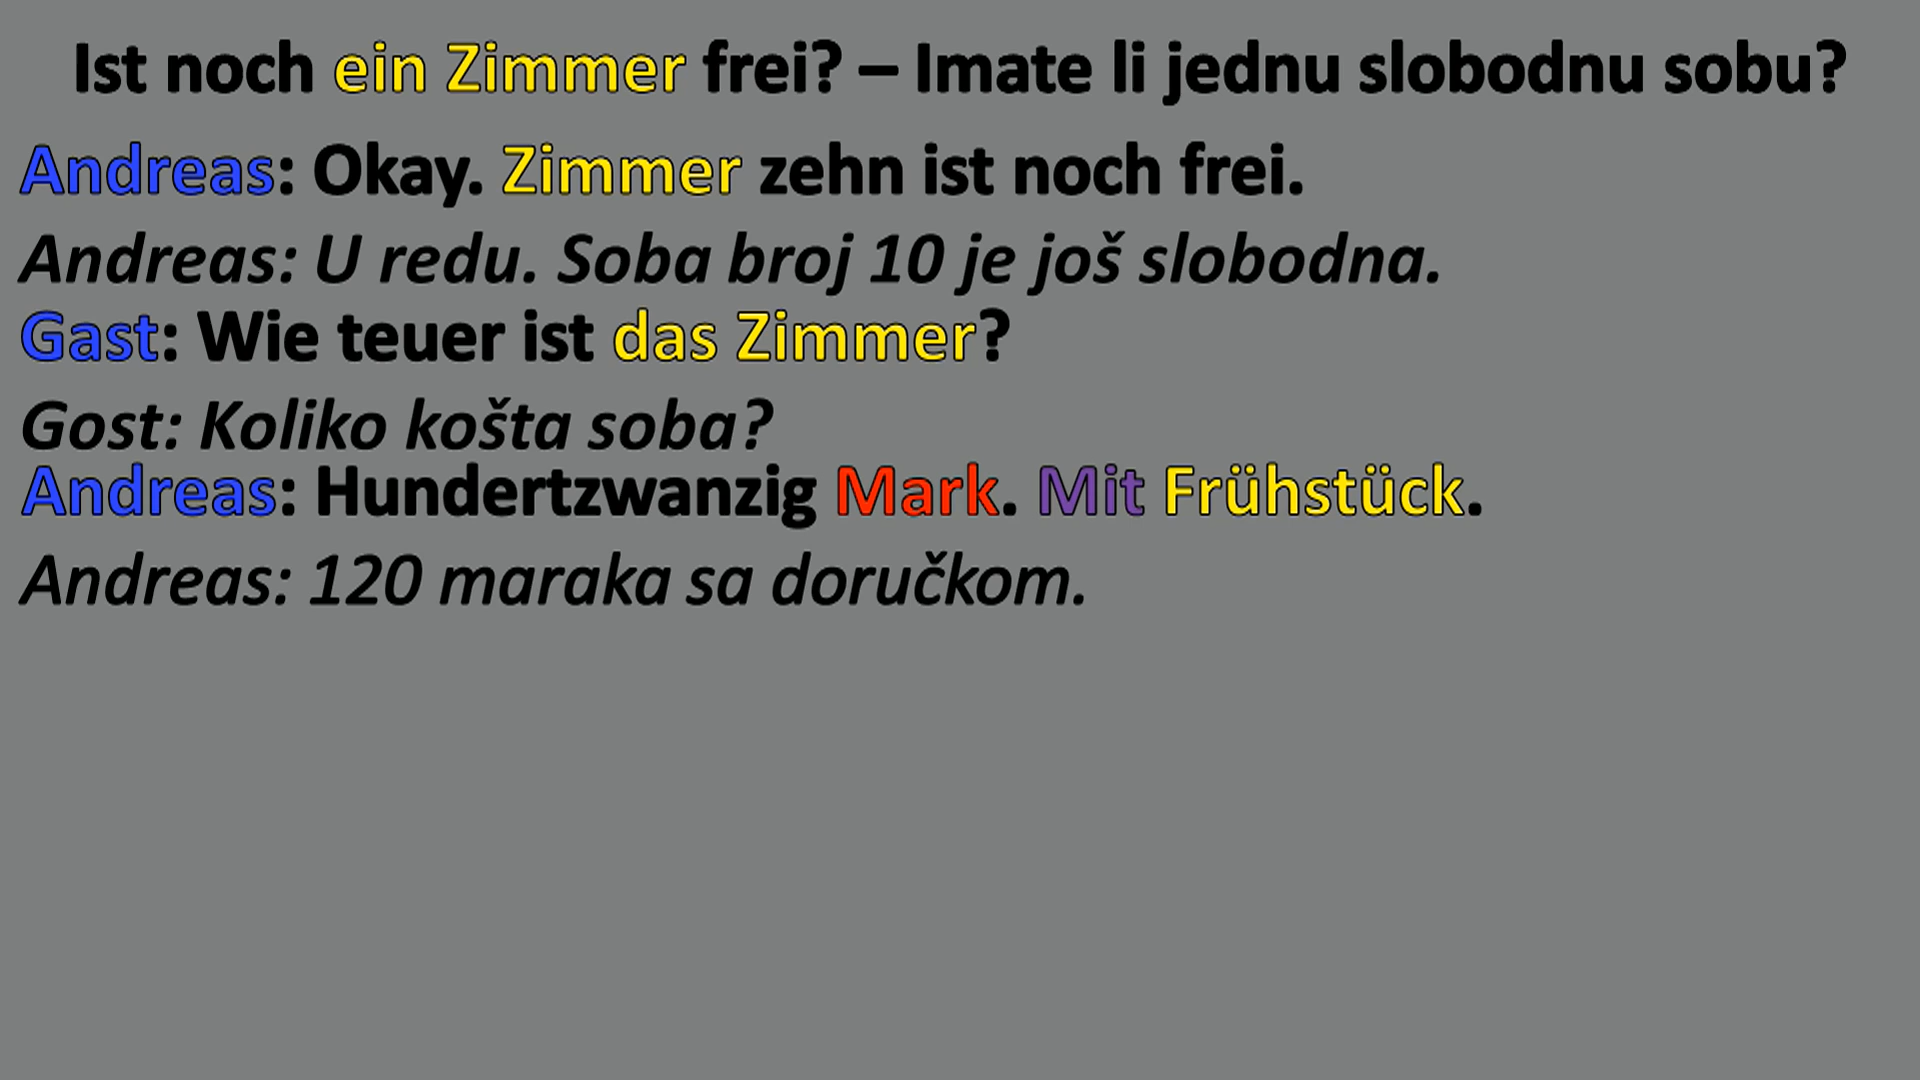 Ist noch ein Zimmer frei? – Imate li jednu slobodnu sobu?
Andreas: Okay. Zimmer zehn ist noch frei.
Andreas: U redu. Soba broj 10 je još slobodna.
Gast: Wie teuer ist das Zimmer?
Gost: Koliko košta soba?
Andreas: Hundertzwanzig Mark. Mit Frühstück.
Andreas: 120 maraka sa doručkom.